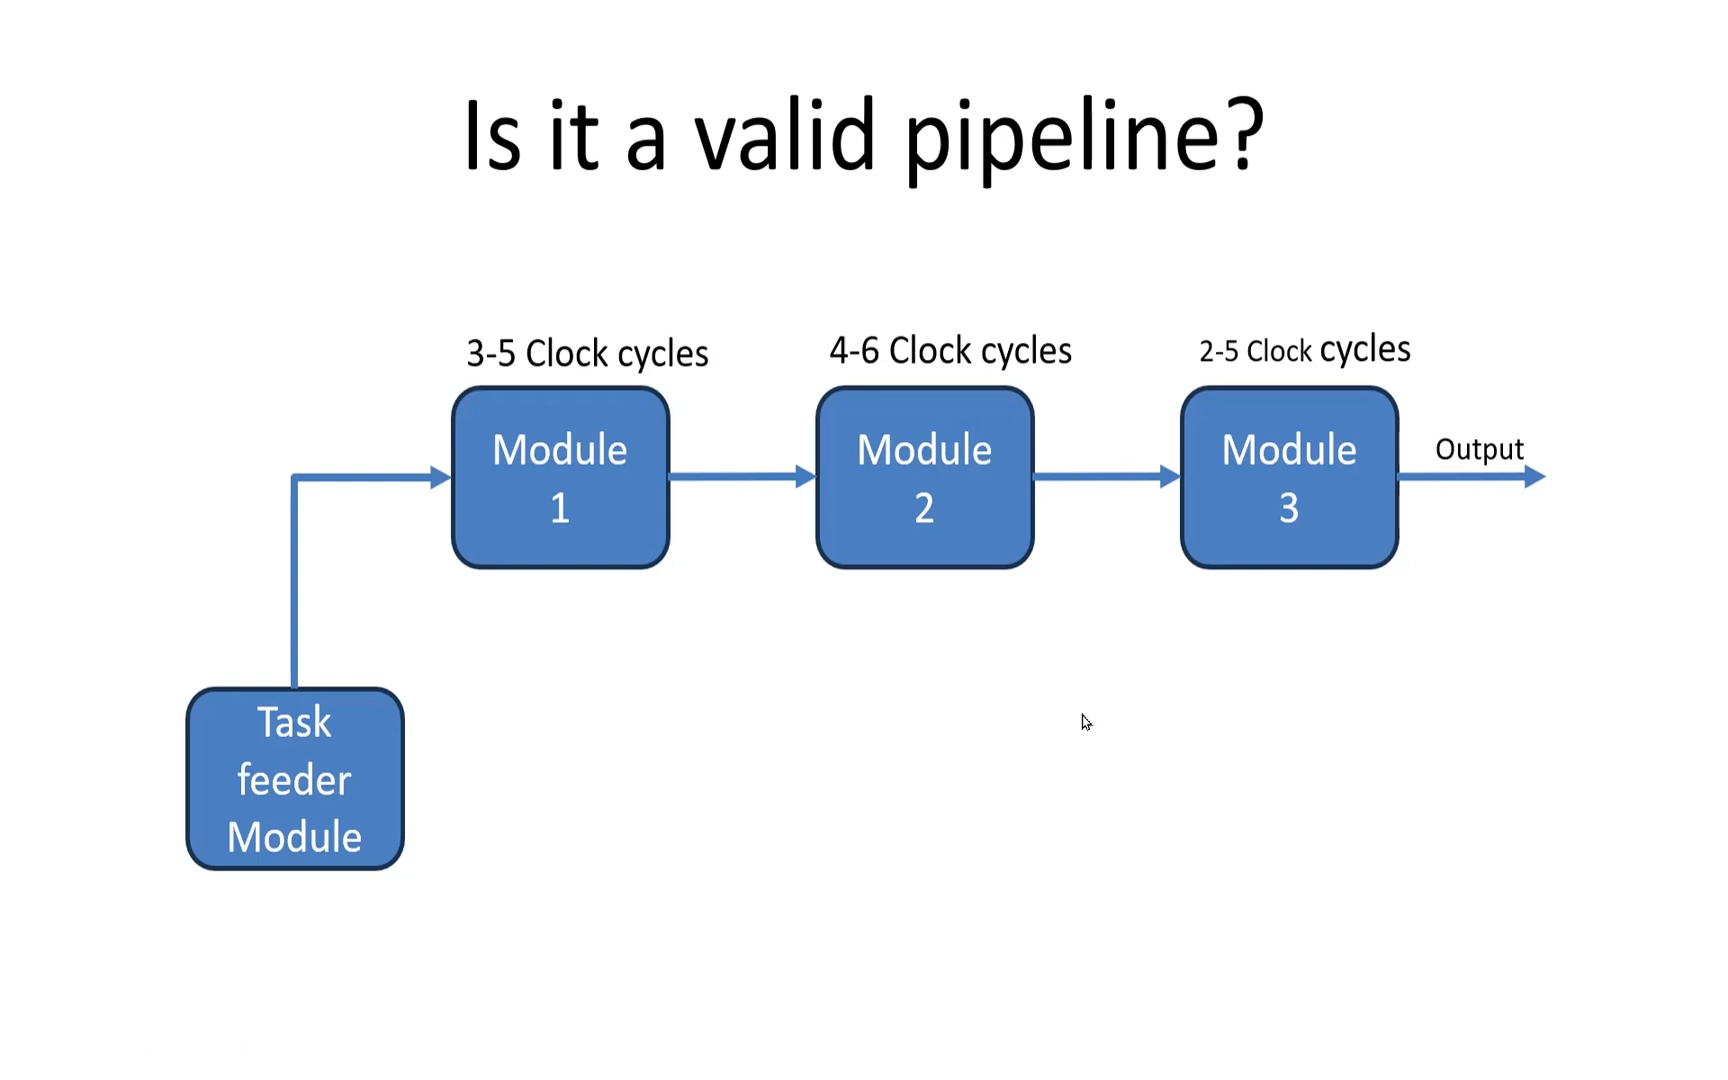 Is it a valid pipeline?
3-5 Clock cycles
4-6 Clock cycles
2-5 Clock cycles
Module
1
Module
2
Module
3
Output
Task
feeder
Module